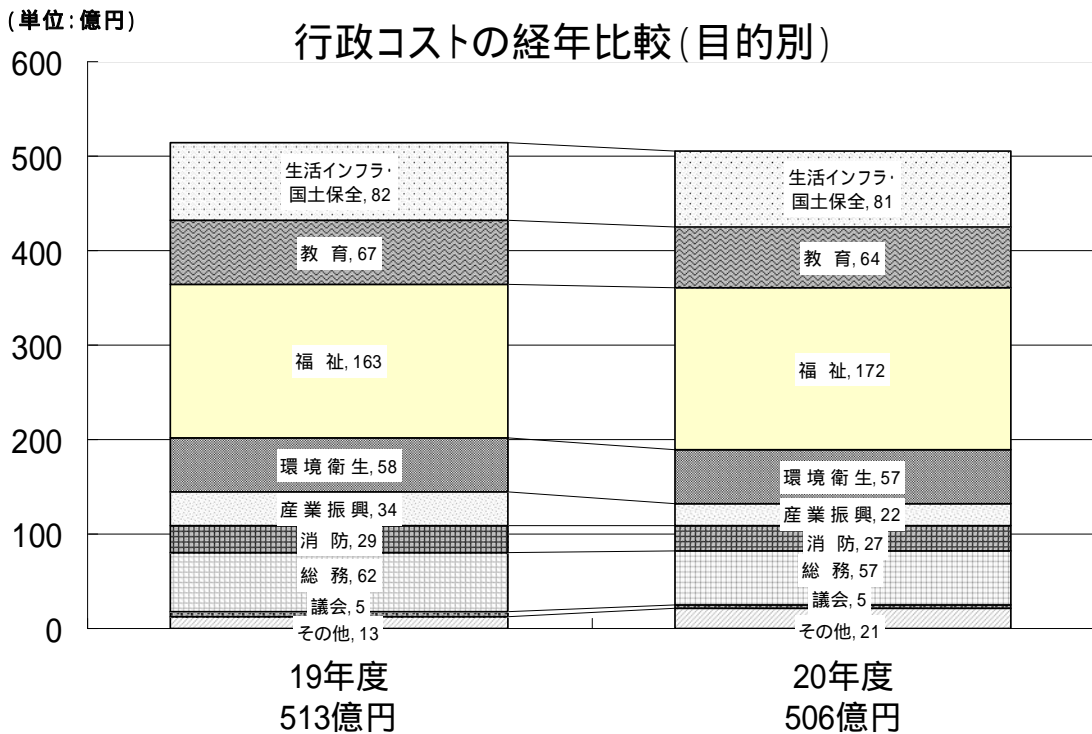 (単位:億円)
行政コストの経年比較(目的別)
600
500
400
300
200
100
0
生活インフラ・
国土保全, 82
教 育, 67
福 祉, 163
環 境 衛 生, 58
産 業 振 興, 34
消 防, 29
総 務, 62
議会, 5
その他, 13
生活インフラ・
国土保全, 81
教 育, 64
福 祉, 172
環 境 衛 生, 57
産 業 振 興, 22
消 防, 27
総 務, 57
議会, 5
その他, 21
19年度
513億円
20年度
506億円